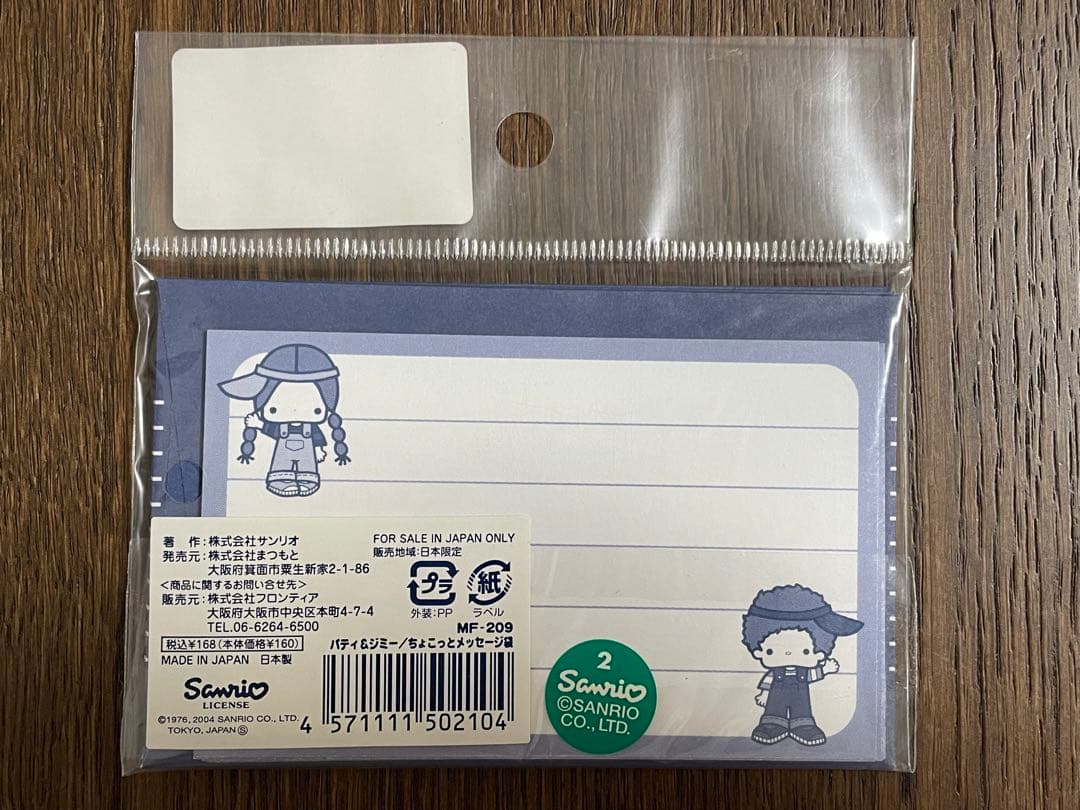 著 作:株式会社サンリオ
発売元:株式会社まつもと
大阪府箕面市粟生新家2-1-86
<商品に関するお問い合せ先>
販売元:株式会社フロンティア
大阪府大阪市中央区本町4-7-4
TEL.06-6264-6500
税込¥168(本体価格¥160)
MADE IN JAPAN 日本製
Sanrio
LICENSE
©1976, 2004 SANRIO CO., LTD.
TOKYO, JAPAN Ⓢ
FOR SALE IN JAPAN ONLY
販売地域:日本限定
プラ
外装:PP
紙
ラベル
MF-209
パティ&ジミー/ちょこっとメッセージ袋
4 571111 502104
2
Sanrio
©SANRIO
CO., LTD.